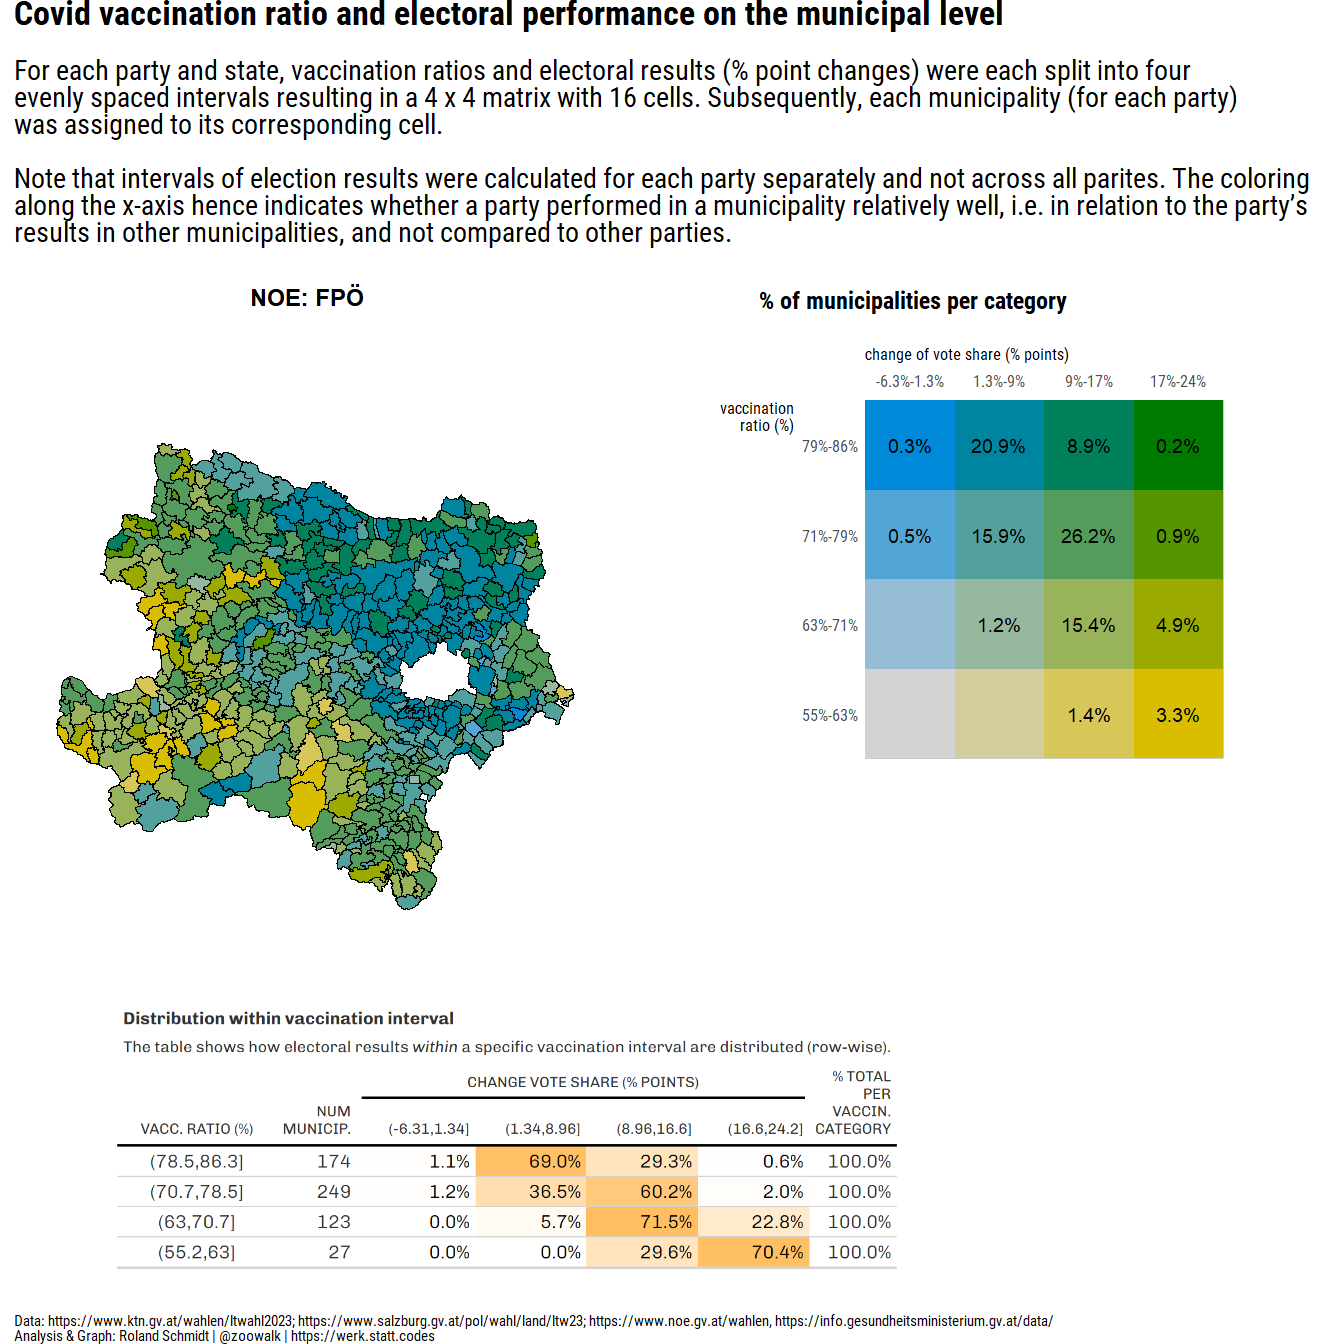 Covid vaccination ratio and electoral performance on the municipal level
For each party and state, vaccination ratios and electoral results (% point changes) were each split into four
evenly spaced intervals resulting in a 4 x 4 matrix with 16 cells. Subsequently, each municipality (for each party)
was assigned to its corresponding cell.
Note that intervals of election results were calculated for each party separately and not across all parites. The coloring
along the x-axis hence indicates whether a party performed in a municipality relatively well, i.e. in relation to the party's
results in other municipalities, and not compared to other parties.
NOE: FPÖ
% of municipalities per category
change of vote share (% points)
-6.3%-1.3% 1.3%-9% 9%-17% 17%-24%
vaccination
ratio (%)
79%-86% 0.3% 20.9% 8.9% 0.2%
71%-79% 0.5% 15.9% 26.2% 0.9%
63%-71% 1.2% 15.4% 4.9%
55%-63% 1.4% 3.3%
Distribution within vaccination interval
The table shows how electoral results within a specific vaccination interval are distributed (row-wise).
CHANGE VOTE SHARE (% POINTS)
VACC. RATIO (%)
NUM
MUNICIP.
(-6.31,1.34] (1.34,8.96] (8.96,16.6] (16.6,24.2]
% TOTAL
PER
VACCIN.
CATEGORY
(78.5,86.3] 174 1.1% 69.0% 29.3% 0.6% 100.0%
(70.7,78.5] 249 1.2% 36.5% 60.2% 2.0% 100.0%
(63,70.7] 123 0.0% 5.7% 71.5% 22.8% 100.0%
(55.2,63] 27 0.0% 0.0% 29.6% 70.4% 100.0%
Data: https://www.ktn.gv.at/wahlen/ltwahl2023; https://www.salzburg.gv.at/pol/wahl/land/ltw23; https://www.noe.gv.at/wahlen, https://info.gesundheitsministerium.gv.at/data/
Analysis & Graph: Roland Schmidt | @zoowalk | https://werk.statt.codes